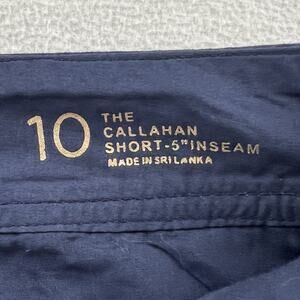 10
THE
CALLAHAN
SHORT-5" INSEAM
MADE IN SRI LANKA